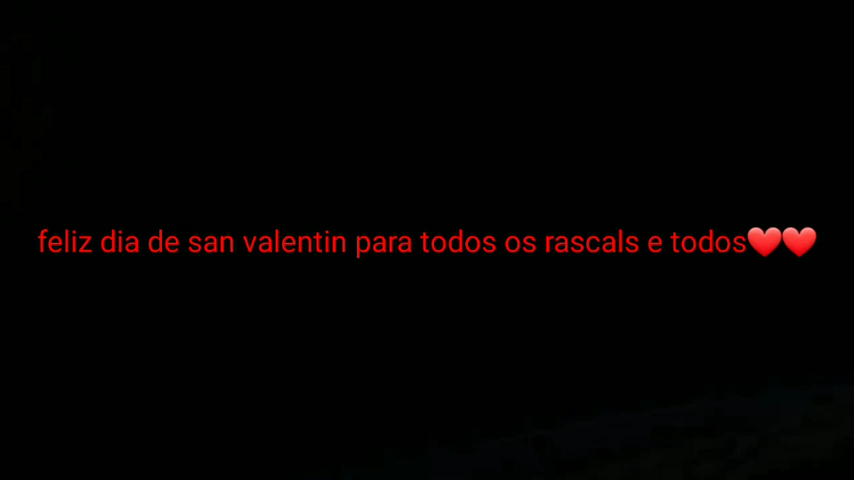 feliz dia de san valentin para todos os rascals e todos❤️❤️